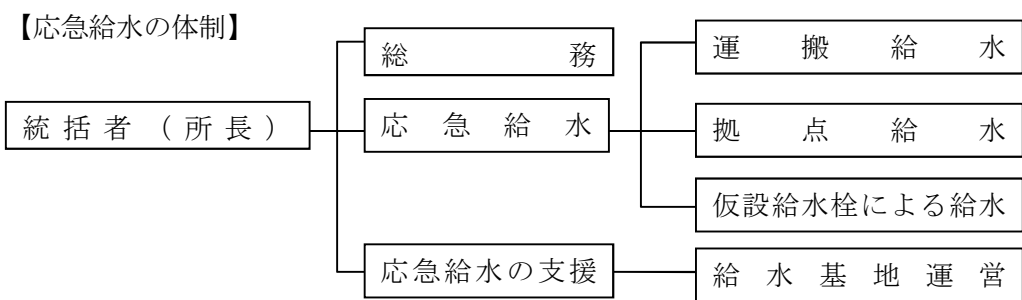 【応急給水の体制】
総務
運搬給水
統括者（所長）
応急給水
拠点給水
仮設給水栓による給水
応急給水の支援
給水基地運営